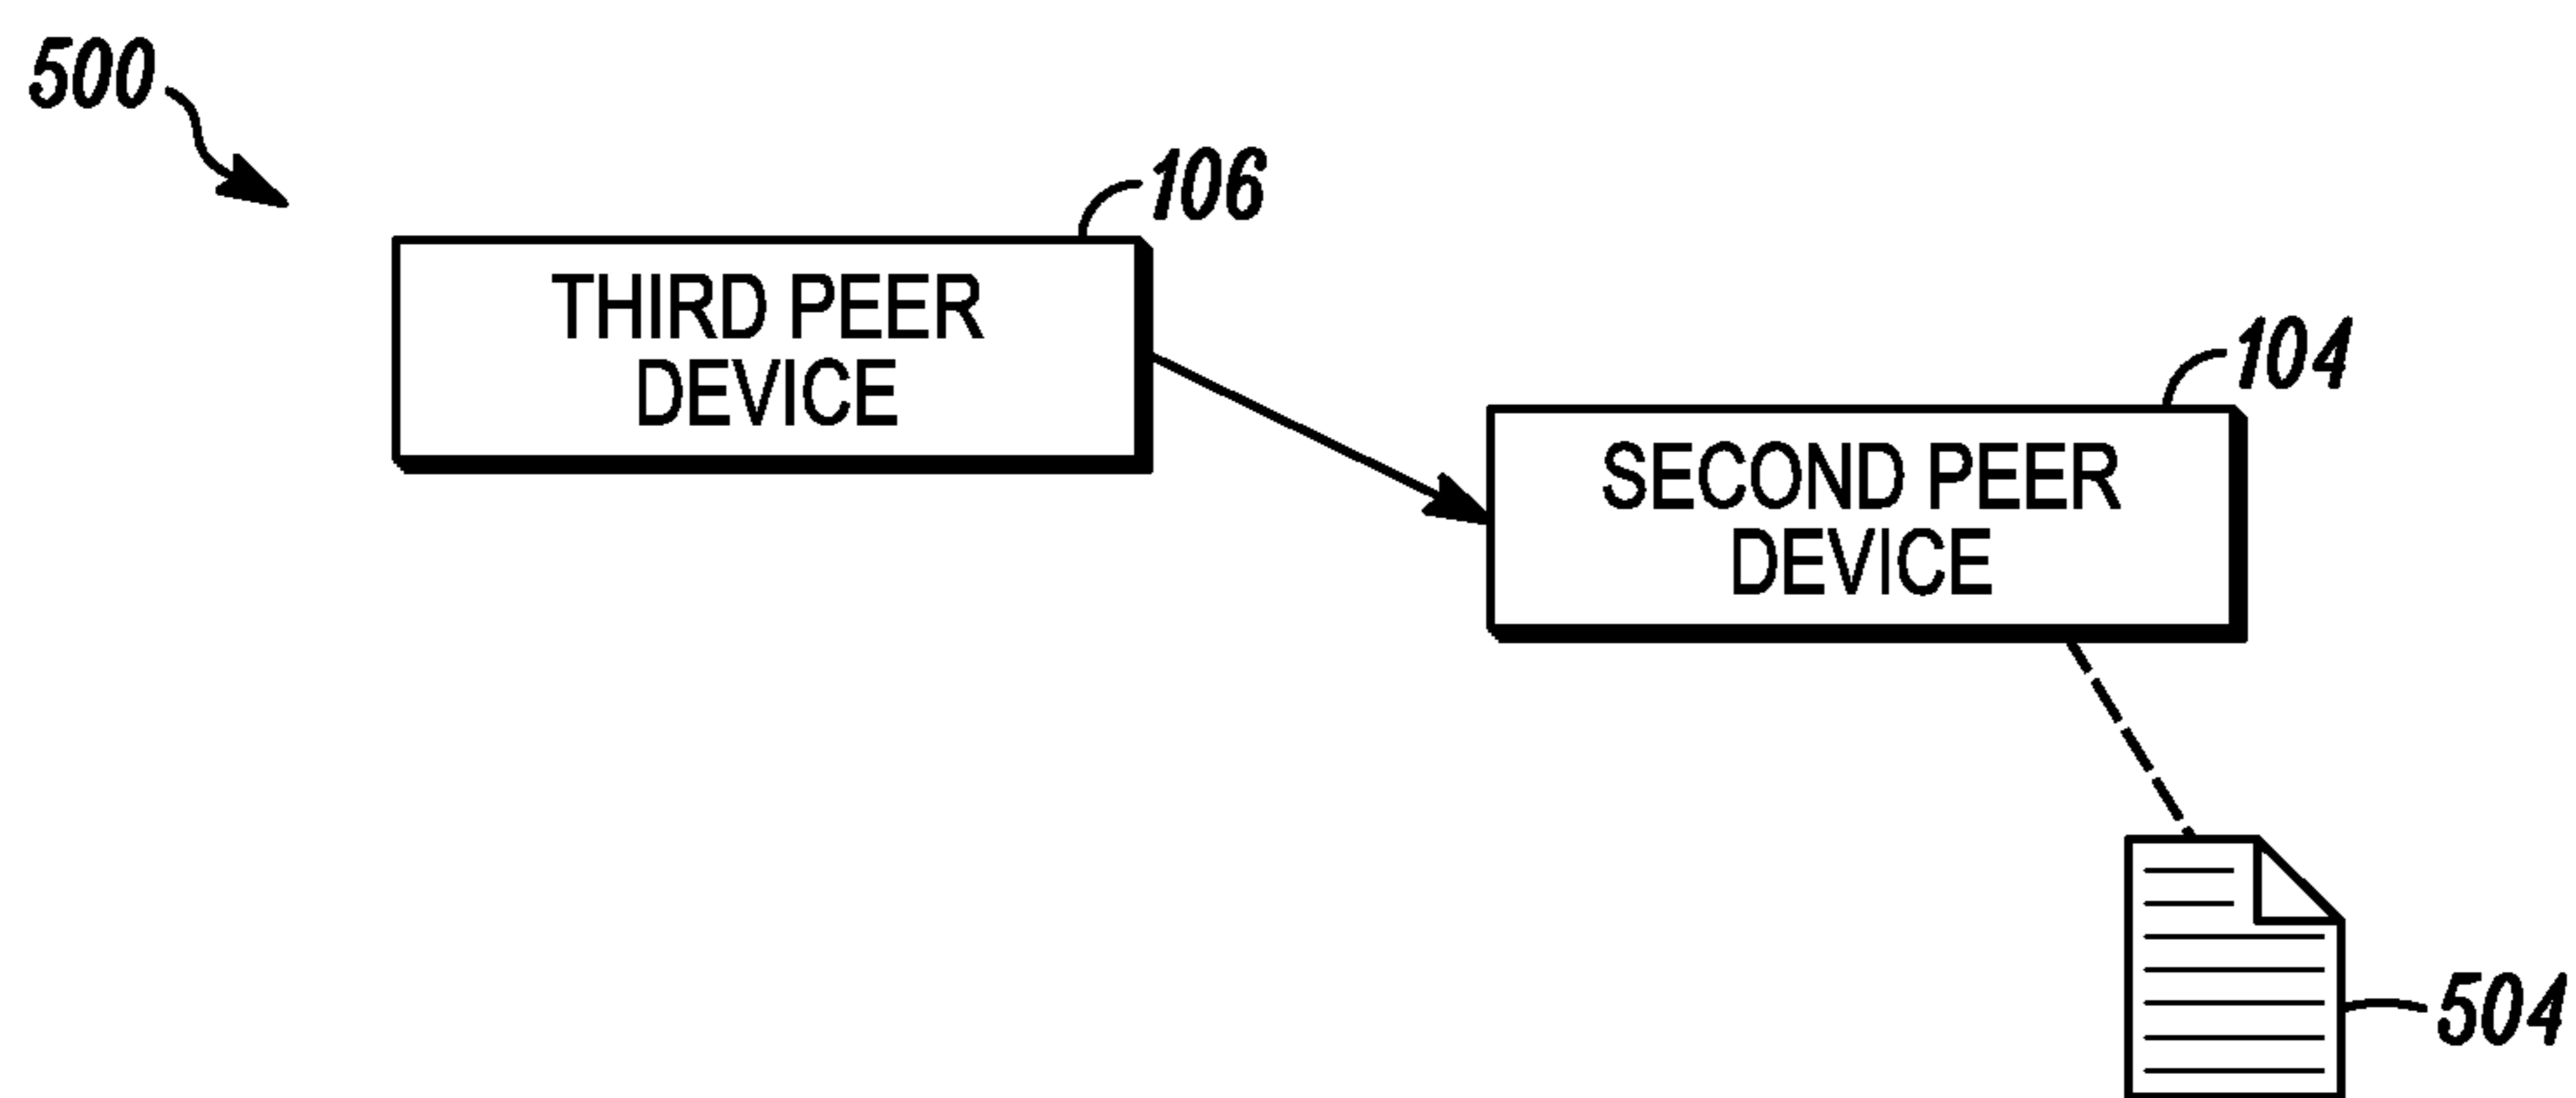 500
106
THIRD PEER
DEVICE
104
SECOND PEER
DEVICE
504